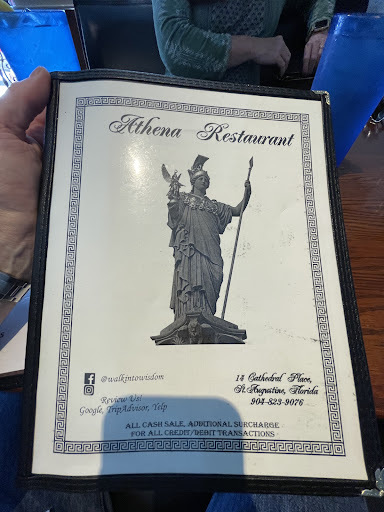 Athena Restaurant
@walkintowisdom
Review Us!
Google, TripAdvisor, Yelp
14 Cathedral Place,
St. Augustine, Florida
904-823-9076
ALL CASH SALE, ADDITIONAL SURCHARGE
FOR ALL CREDIT/DEBIT TRANSACTIONS